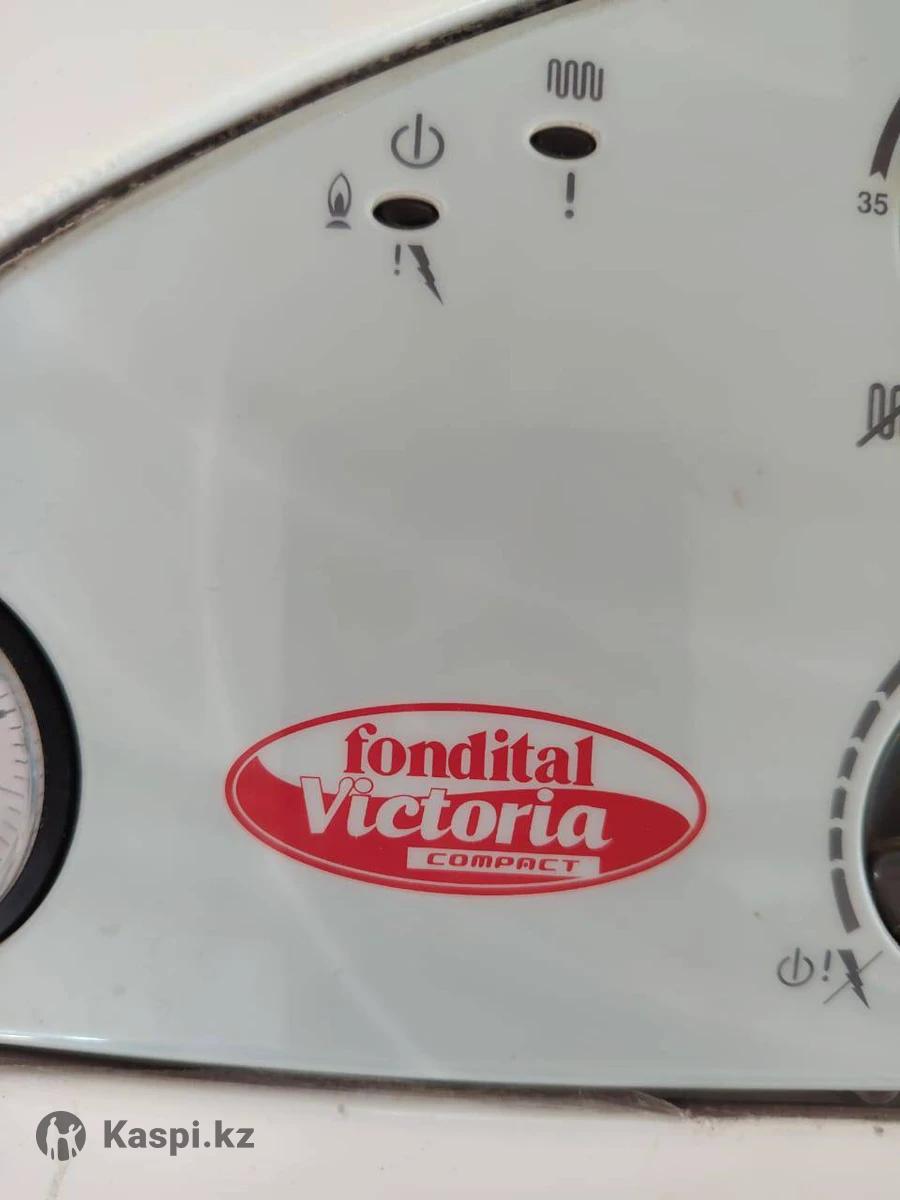 35
fondital
Victoria
COMPACT
Kaspi.kz